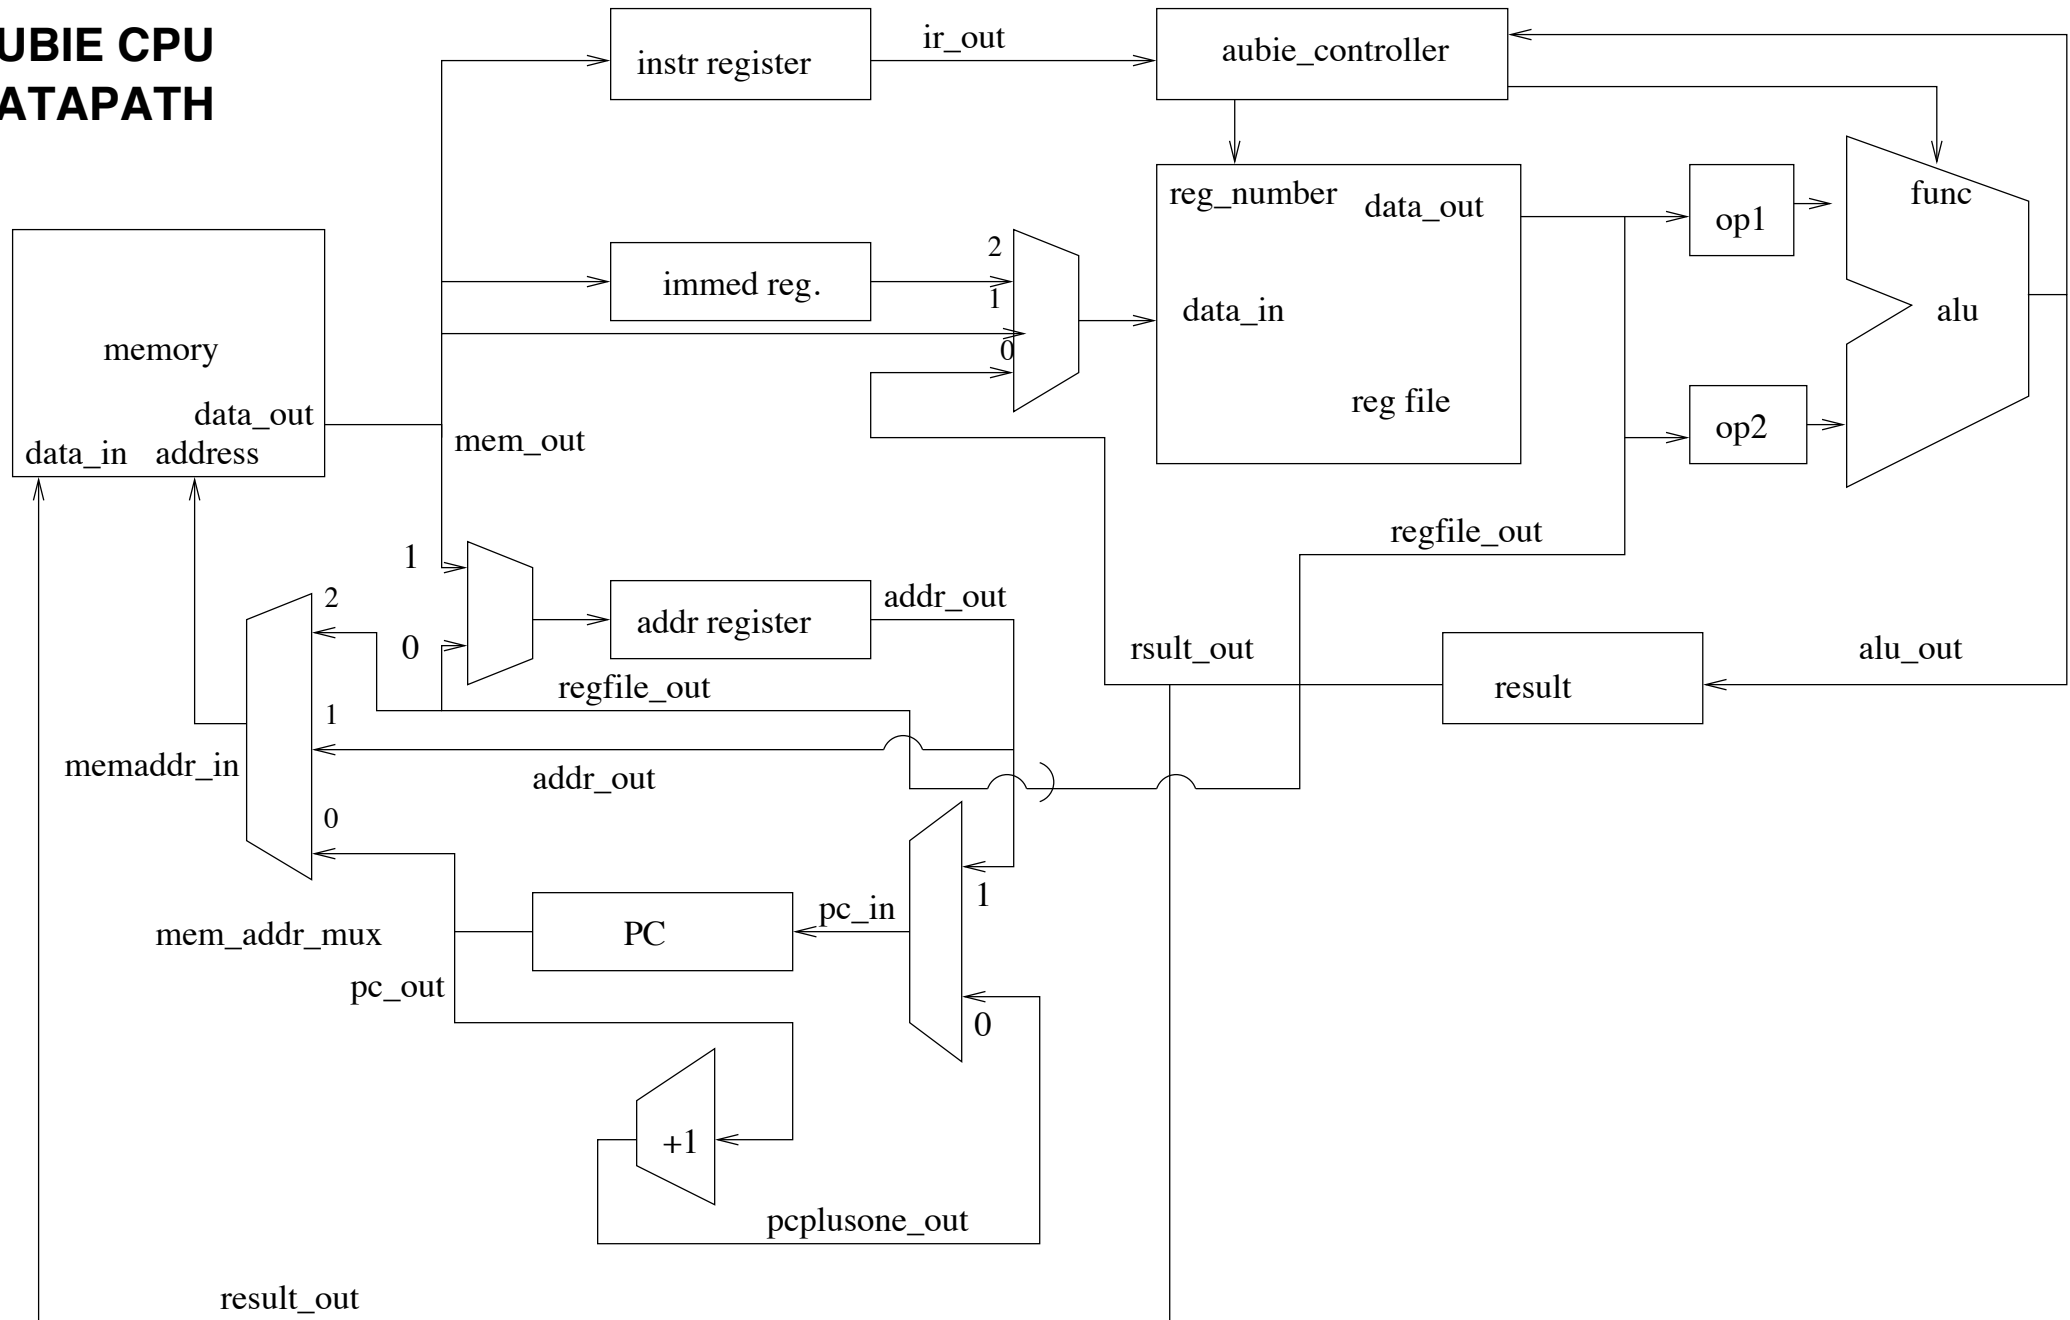 UBIE CPU
ATAPATH
instr register
ir_out
aubie_controller
reg_number
data_out
op1
func
immed reg.
2
1
0
data_in
alu
memory
reg file
data_out
op2
data_in address
mem_out
regfile_out
1
2
addr_out
0
addr register
rsult_out
alu_out
regfile_out
result
1
memaddr_in
addr_out
0
1
pc_in
mem_addr_mux
PC
pc_out
0
+1
pcplusone_out
result_out